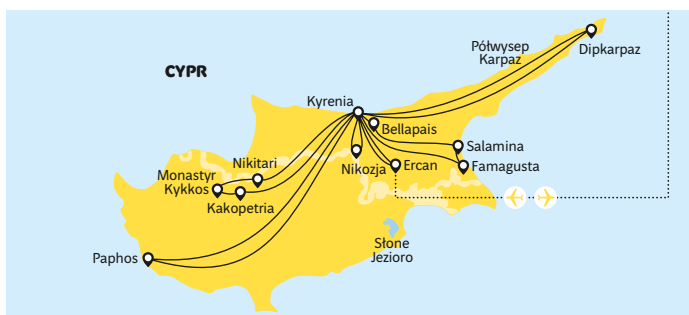 Półwysep
Karpaz
Dipkarpaz
CYPR
Kyrenia
Bellapais
Salamina
Nikitari
Nikozja
Ercan
Famagusta
Monastyr
Kykkos
Kakopetria
Słone
Jezioro
Paphos